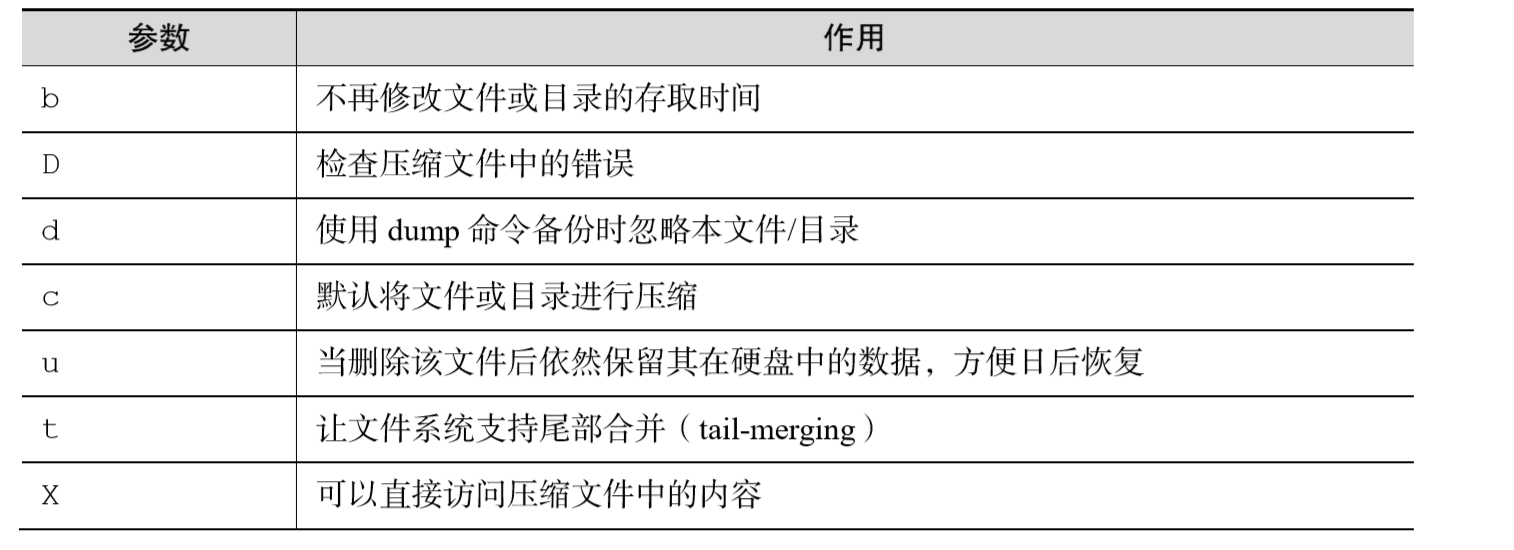 参数 作用
b 不再修改文件或目录的存取时间
D 检查压缩文件中的错误
d 使用 dump 命令备份时忽略本文件/目录
c 默认将文件或目录进行压缩
u 当删除该文件后依然保留其在硬盘中的数据，方便日后恢复
t 让文件系统支持尾部合并（tail-merging）
X 可以直接访问压缩文件中的内容